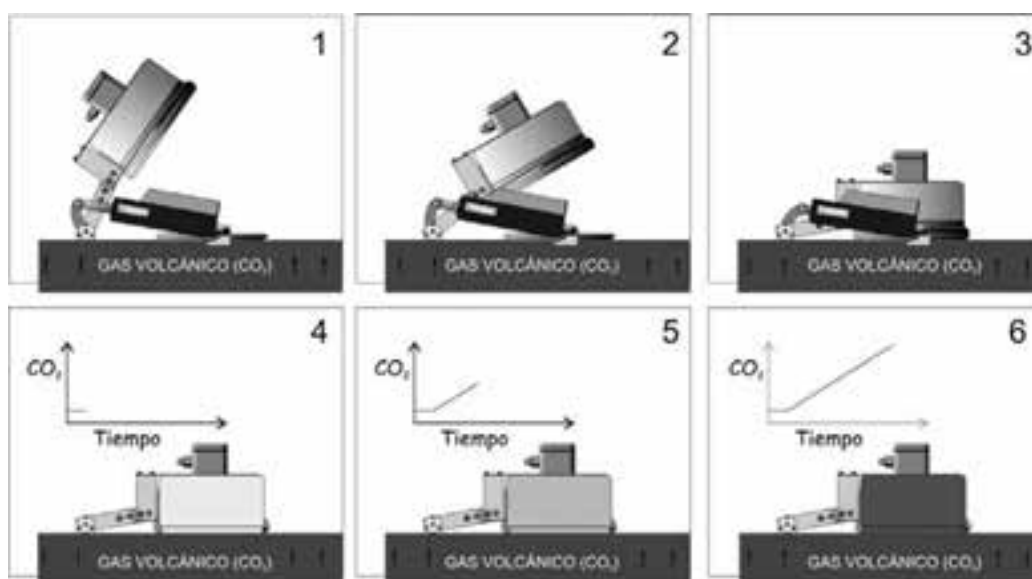 1
GAS VOLCÁNICO (CO₂)
2
GAS VOLCÁNICO (CO₂)
3
GAS VOLCÁNICO (CO₂)
4
CO₂
Tiempo
GAS VOLCÁNICO (CO₂)
5
CO₂
Tiempo
GAS VOLCÁNICO (CO₂)
6
CO₂
Tiempo
GAS VOLCÁNICO (CO₂)